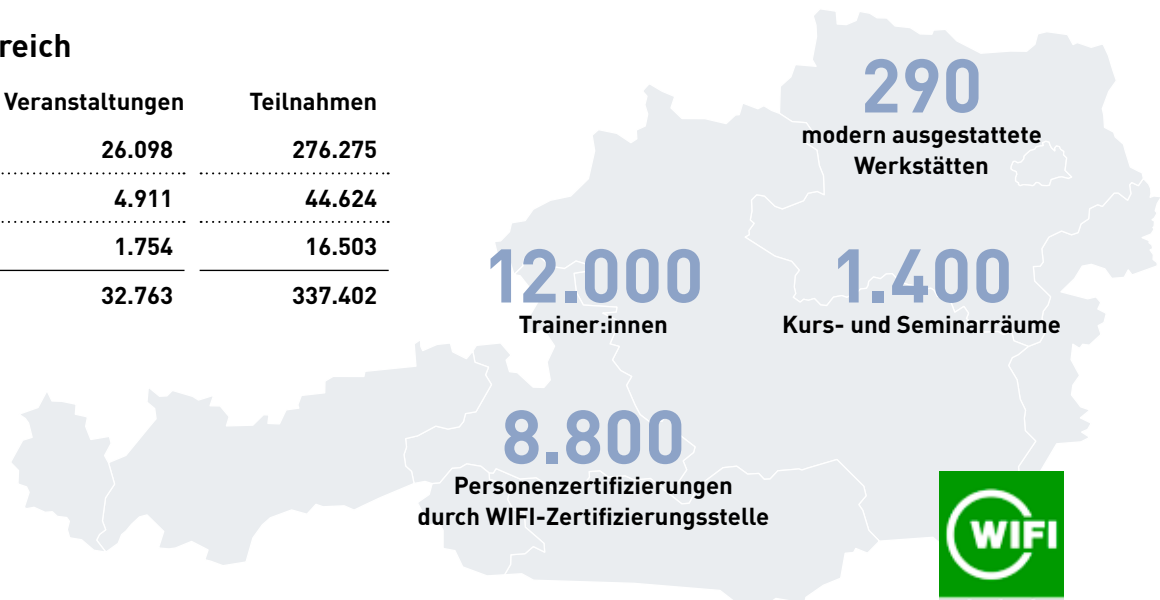 reich
Veranstaltungen Teilnahmen
26.098 276.275
4.911 44.624
1.754 16.503
32.763 337.402
290
modern ausgestattete
Werkstätten
12.000
Trainer:innen
1.400
Kurs- und Seminarräume
8.800
Personenzertifizierungen
durch WIFI-Zertifizierungsstelle
WIFI